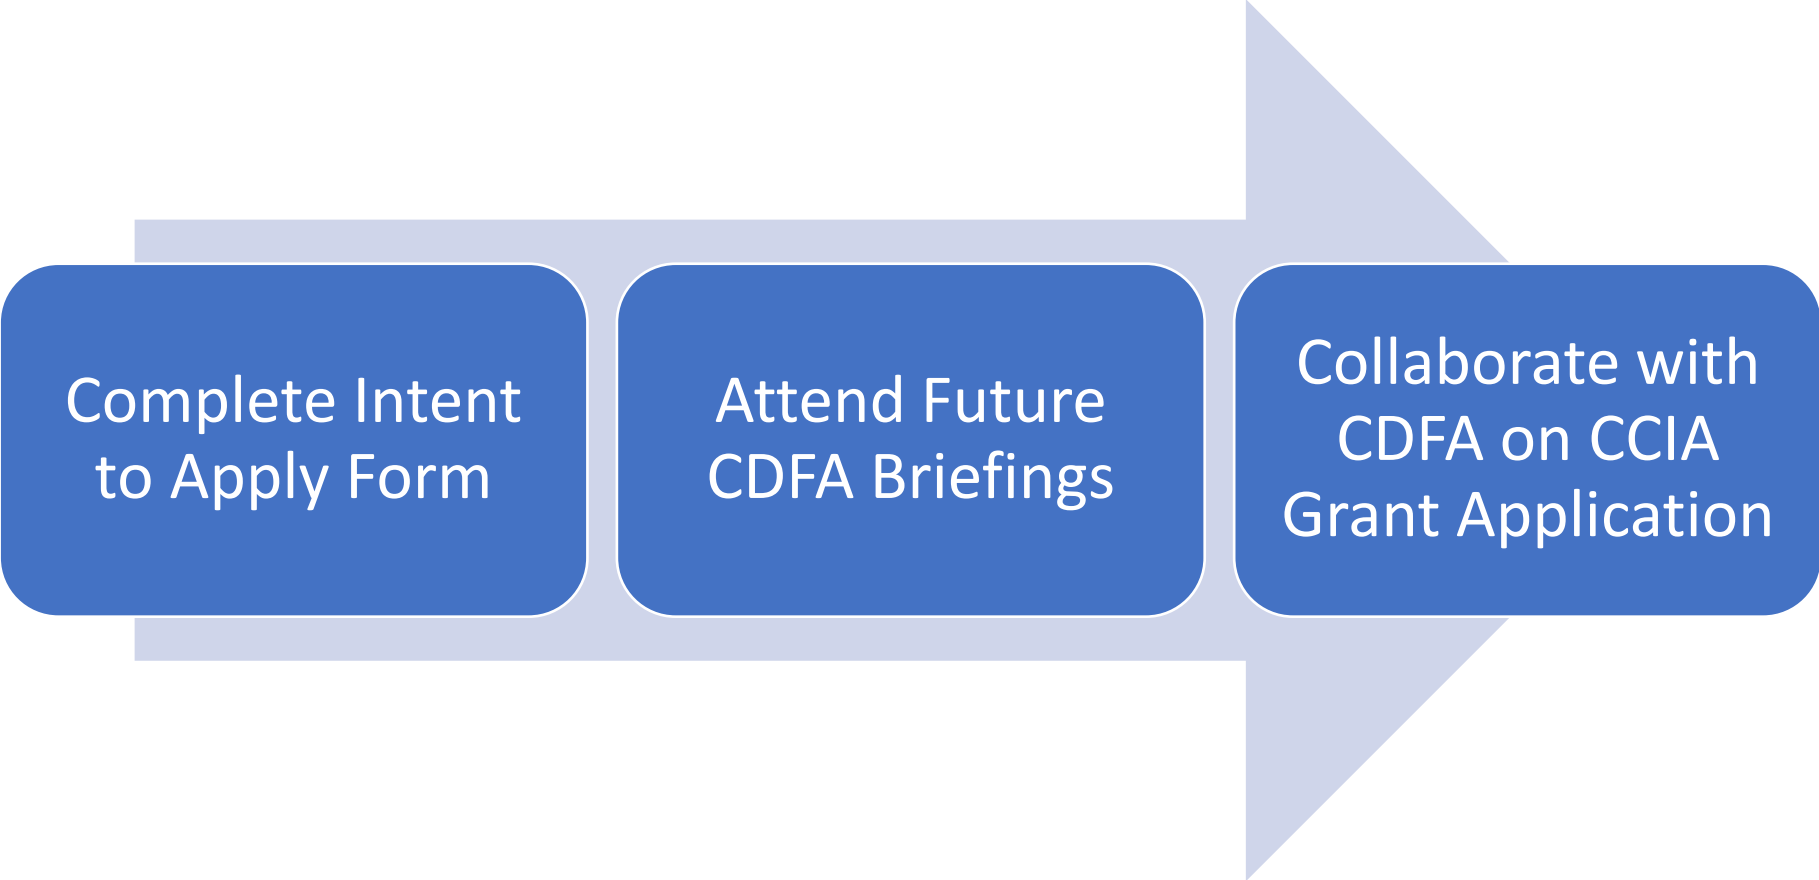 Complete Intent
to Apply Form
Attend Future
CDFA Briefings
Collaborate with
CDFA on CCIA
Grant Application